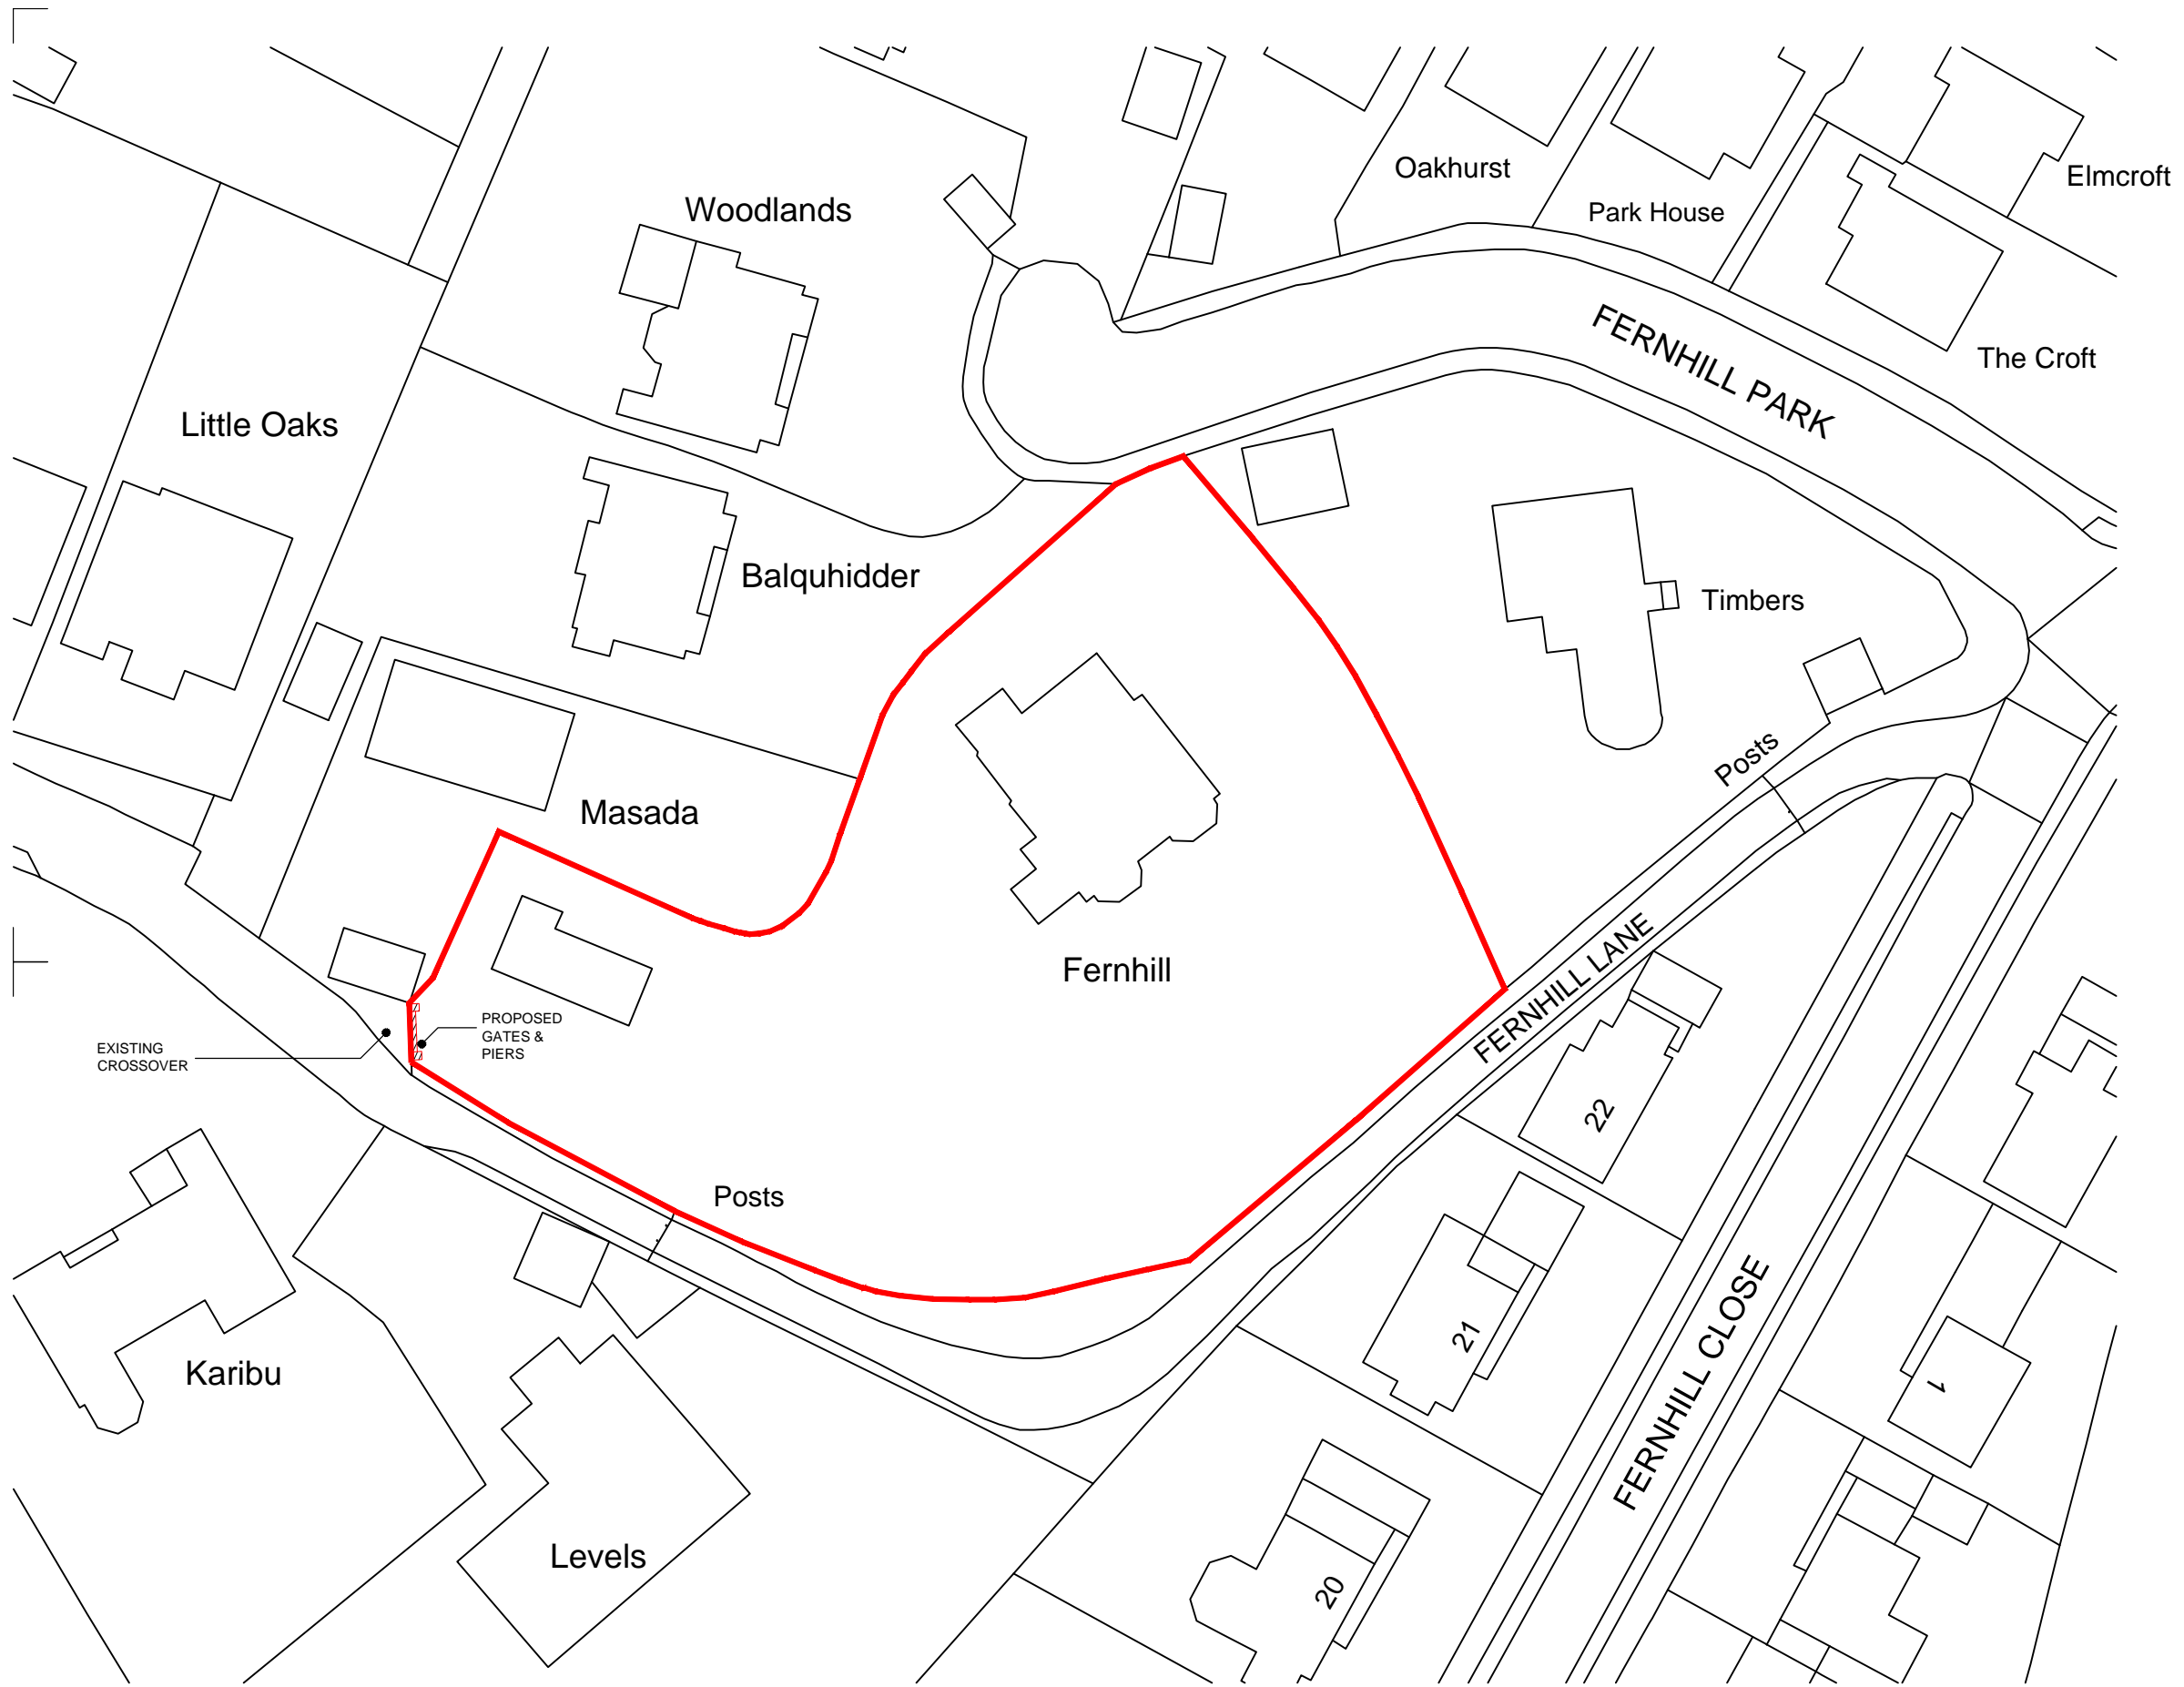 Oakhurst
Elmcroft
Woodlands
Park House
FERNHILL PARK
The Croft
Little Oaks
Balquhidder
Timbers
Posts
Masada
Fernhill
FERNHILL LANE
PROPOSED
GATES &
PIERS
EXISTING
CROSSOVER
22
Posts
21
FERNHILL CLOSE
Karibu
1
Levels
20